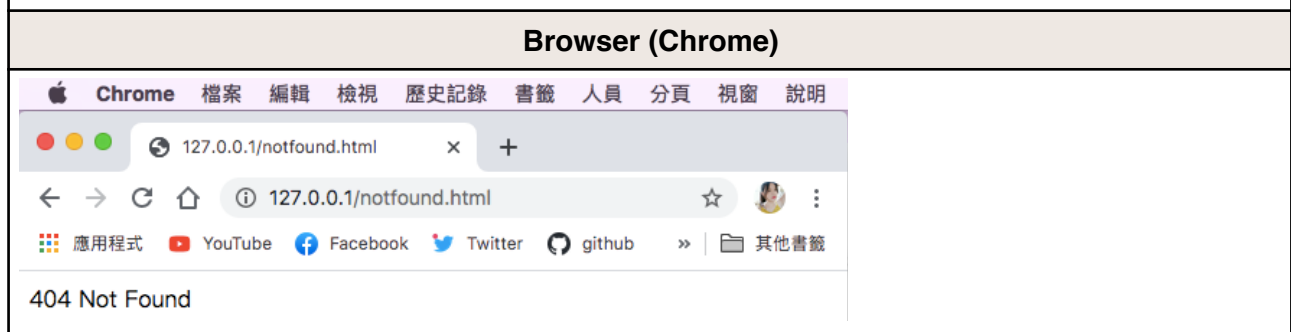 Browser (Chrome)
Chrome 檔案 編輯 檢視 歷史記錄 書籤 人員 分頁 視窗 說明
127.0.0.1/notfound.html × +
127.0.0.1/notfound.html
應用程式 YouTube Facebook Twitter github » 其他書籤
404 Not Found